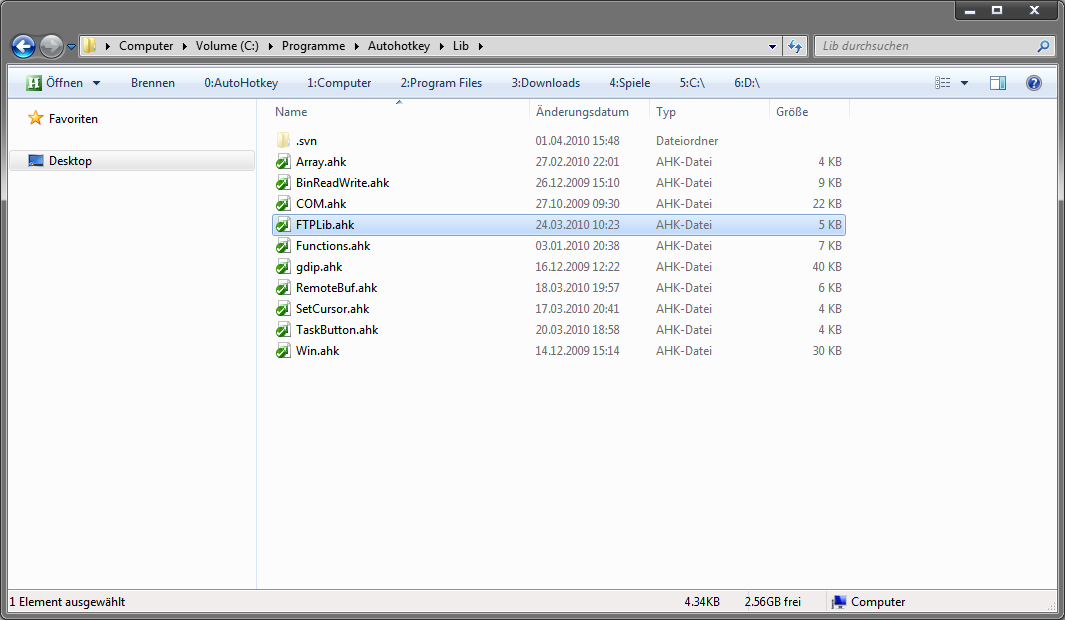 Computer Volume (C:) Programme Autohotkey Lib
Lib durchsuchen
Öffnen Brennen 0:AutoHotkey 1:Computer 2:Program Files 3:Downloads 4:Spiele 5:C:\ 6:D:\
Favoriten
Desktop
Name Änderungsdatum Typ Größe
.svn 01.04.2010 15:48 Dateiordner
Array.ahk 27.02.2010 22:01 AHK-Datei 4 KB
BinReadWrite.ahk 26.12.2009 15:10 AHK-Datei 9 KB
COM.ahk 27.10.2009 09:30 AHK-Datei 22 KB
FTPLib.ahk 24.03.2010 10:23 AHK-Datei 5 KB
Functions.ahk 03.01.2010 20:38 AHK-Datei 7 KB
gdip.ahk 16.12.2009 12:22 AHK-Datei 40 KB
RemoteBuf.ahk 18.03.2010 19:57 AHK-Datei 6 KB
SetCursor.ahk 17.03.2010 20:41 AHK-Datei 4 KB
TaskButton.ahk 20.03.2010 18:58 AHK-Datei 4 KB
Win.ahk 14.12.2009 15:14 AHK-Datei 30 KB
1 Element ausgewählt 4.34KB 2.56GB frei Computer